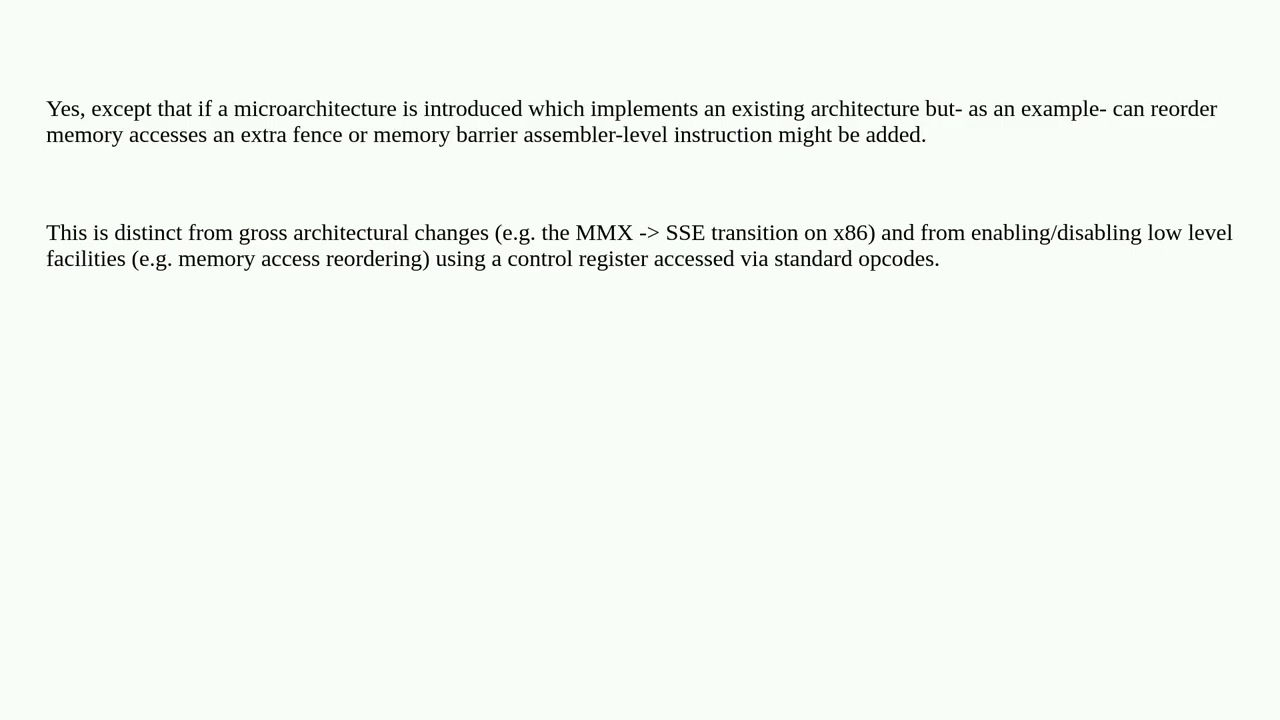 Yes, except that if a microarchitecture is introduced which implements an existing architecture but- as an example- can reorder
memory accesses an extra fence or memory barrier assembler-level instruction might be added.
This is distinct from gross architectural changes (e.g. the MMX -> SSE transition on x86) and from enabling/disabling low level
facilities (e.g. memory access reordering) using a control register accessed via standard opcodes.